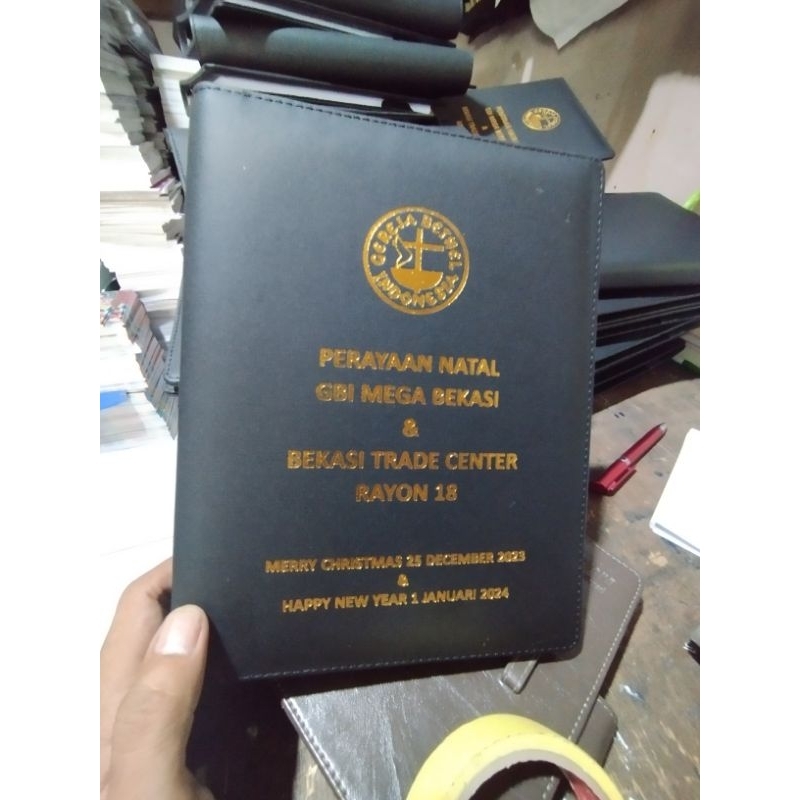 GEREJA BETHEL
INDONESIA
PERAYAAN NATAL
GBI MEGA BEKASI
&
BEKASI TRADE CENTER
RAYON 18
MERRY CHRISTMAS 25 DECEMBER 2023
&
HAPPY NEW YEAR 1 JANUARI 2024